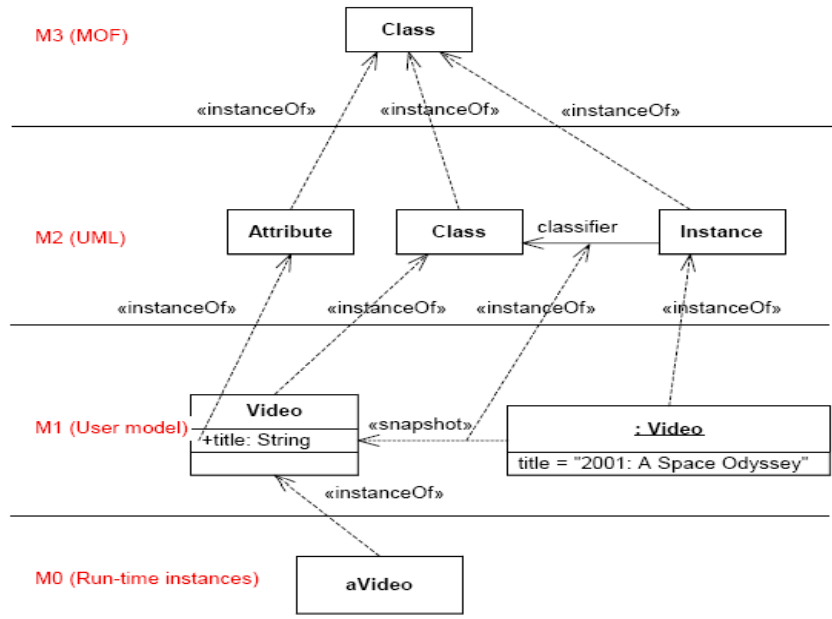 M3 (MOF)
Class
«instanceOf» «instanceOf» «instanceOf»
M2 (UML)
Attribute
Class
classifier
Instance
«instanceOf» «instanceOf» «instanceOf» «instanceOf»
M1 (User model)
Video
+title: String
«snapshot»
: Video
title = "2001: A Space Odyssey"
«instanceOf»
M0 (Run-time instances)
aVideo